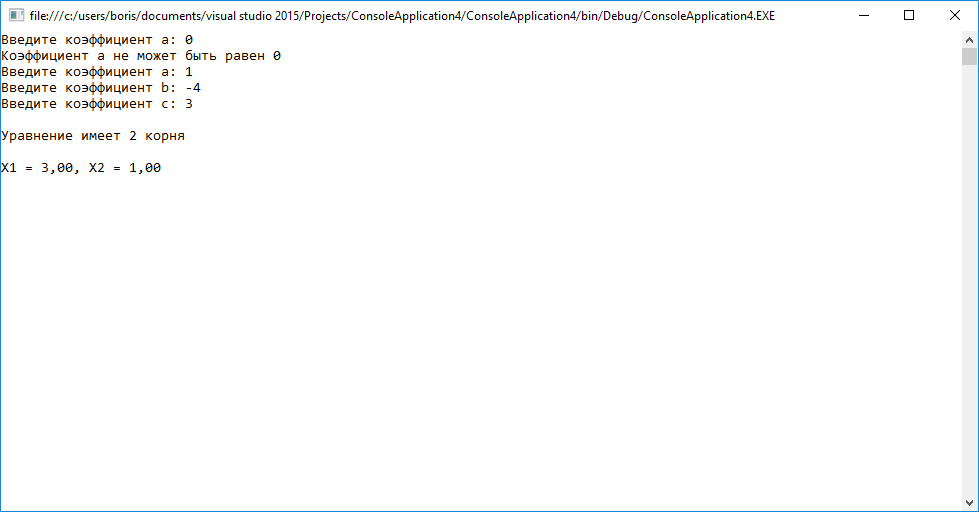 file:///c:/users/boris/documents/visual studio 2015/Projects/ConsoleApplication4/ConsoleApplication4/bin/Debug/ConsoleApplication4.EXE
Введите коэффициент a: 0
Коэффициент a не может быть равен 0
Введите коэффициент a: 1
Введите коэффициент b: -4
Введите коэффициент c: 3
Уравнение имеет 2 корня
X1 = 3,00, X2 = 1,00